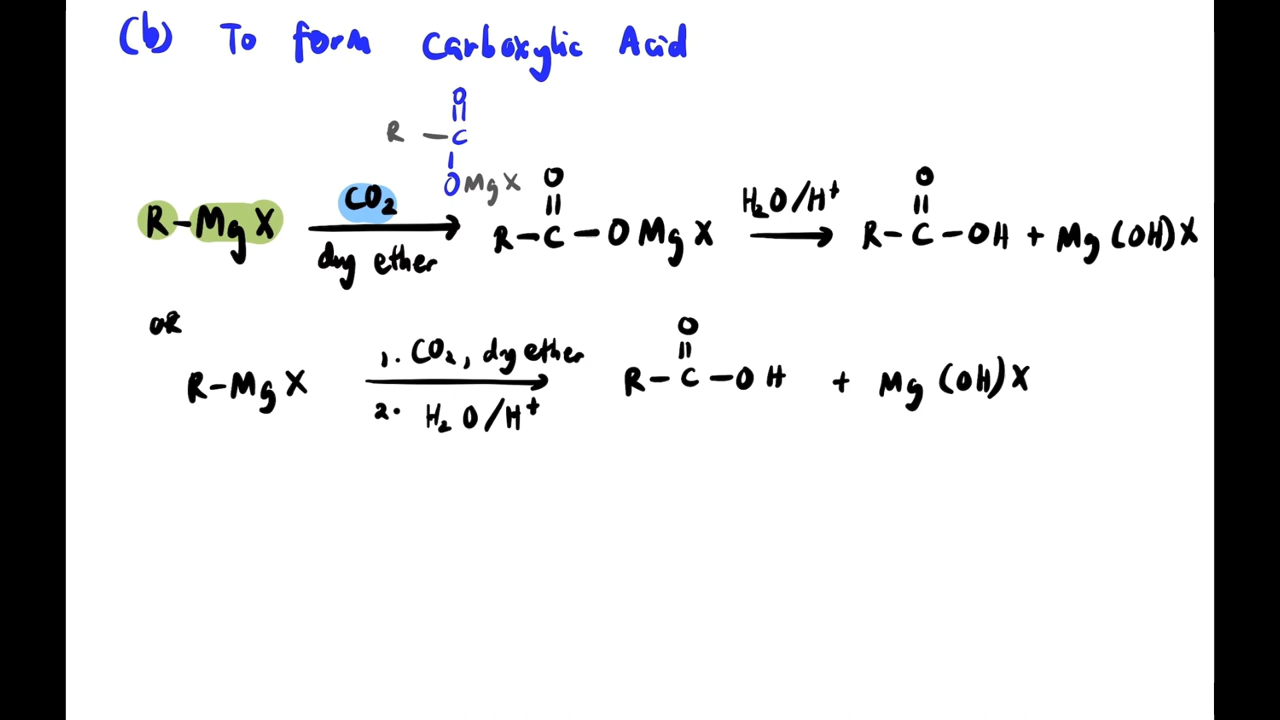 (b) To form Carboxylic Acid
O
||
R – C
|
OMgX
O O
|| ||
R–MgX CO₂ R–C–OMgX H₂O/H⁺ R–C–OH + Mg(OH)X
dry ether
OR
O
||
1. CO₂, dry ether
R–MgX R–C–OH + Mg(OH)X
2. H₂O/H⁺